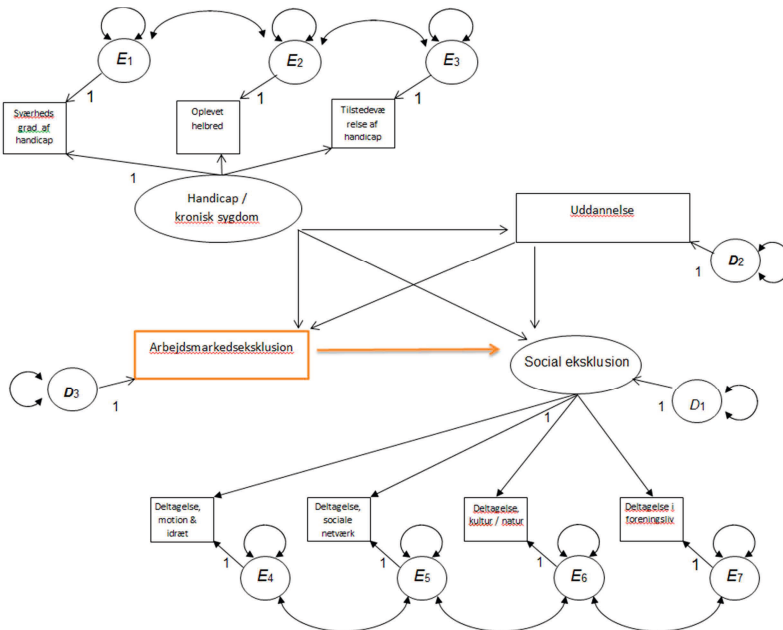 E1
E2
E3
1
1
1
Sværheds
grad af
handicap
Oplevet
helbred
Tilstedevæ
relse af
handicap
1
Handicap /
kronisk sygdom
Uddannelse
D2
1
Arbejdsmarkedseksklusion
Social eksklusion
D3
1
1
D1
1
Deltagelse,
motion &
idræt
Deltagelse,
sociale
netværk
Deltagelse,
kultur / natur
Deltagelse i
foreningsliv
1
1
1
1
E4
E5
E6
E7